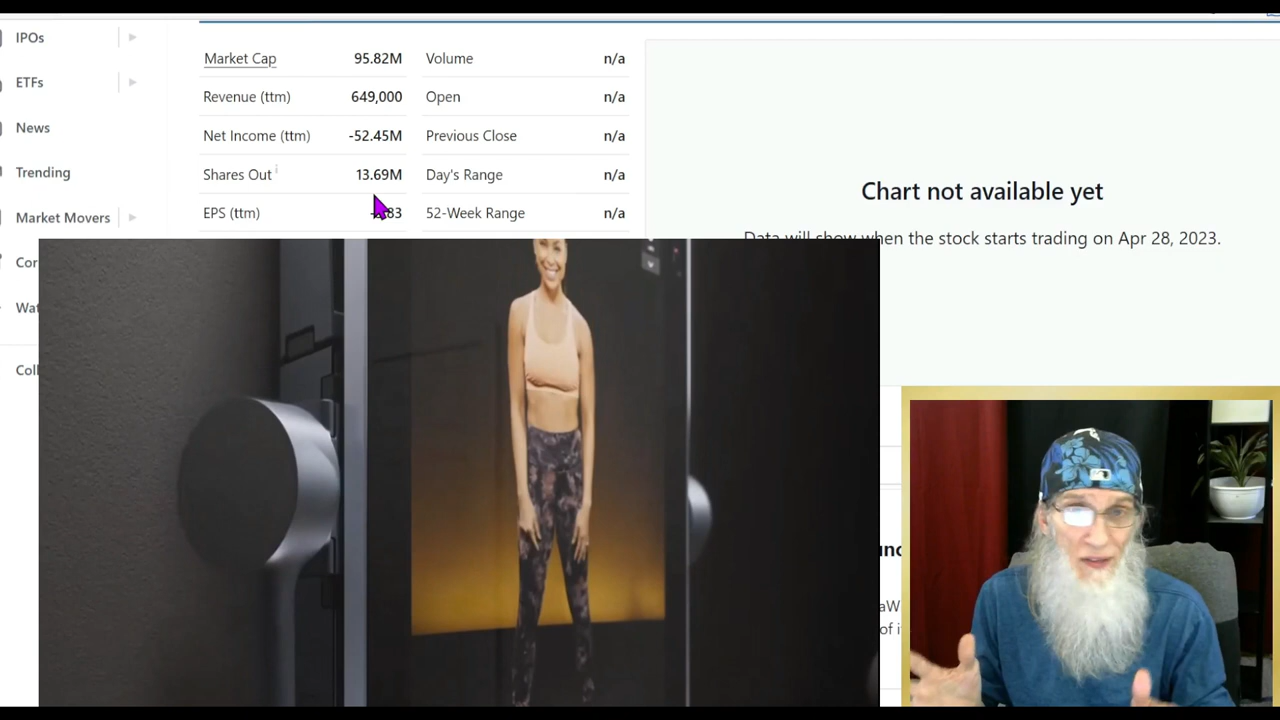 IPOs
ETFs
News
Trending
Market Movers
Market Cap 95.82M Volume n/a
Revenue (ttm) 649,000 Open n/a
Net Income (ttm) -52.45M Previous Close n/a
Shares Out 13.69M Day's Range n/a
EPS (ttm) 52-Week Range n/a
Chart not available yet
Data will show when the stock starts trading on Apr 28, 2023.